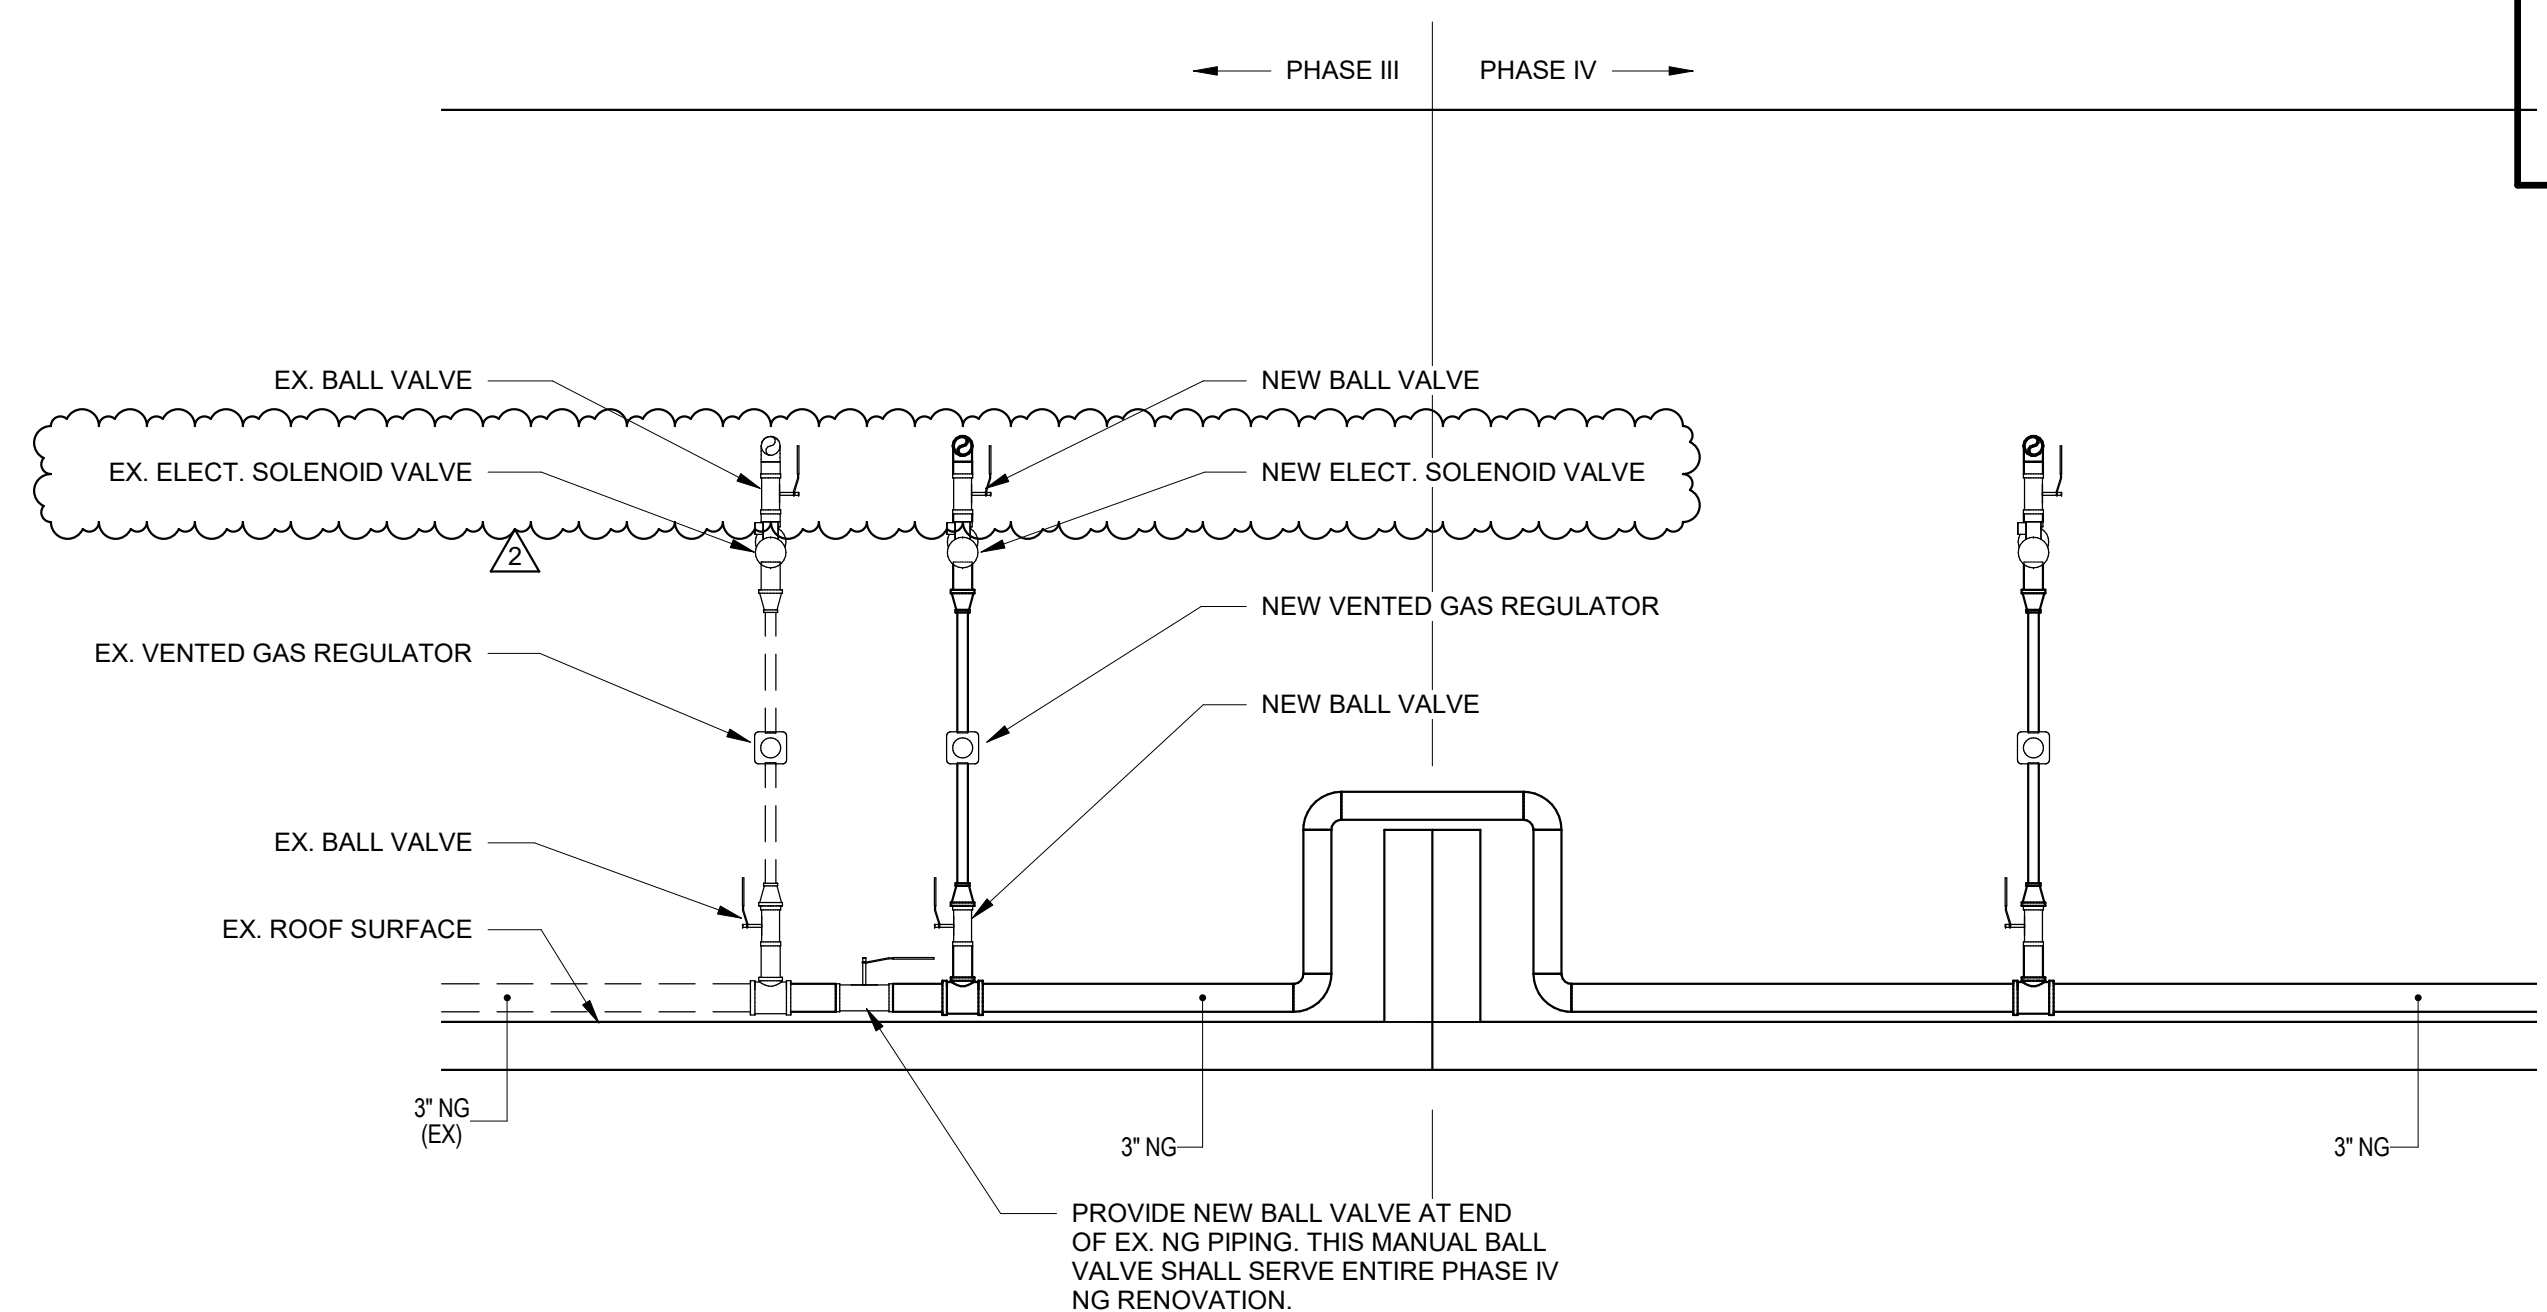 PHASE III
PHASE IV
EX. BALL VALVE
NEW BALL VALVE
EX. ELECT. SOLENOID VALVE
NEW ELECT. SOLENOID VALVE
2
NEW VENTED GAS REGULATOR
EX. VENTED GAS REGULATOR
NEW BALL VALVE
EX. BALL VALVE
EX. ROOF SURFACE
3" NG
(EX)
3" NG
3" NG
PROVIDE NEW BALL VALVE AT END
OF EX. NG PIPING. THIS MANUAL BALL
VALVE SHALL SERVE ENTIRE PHASE IV
NG RENOVATION.